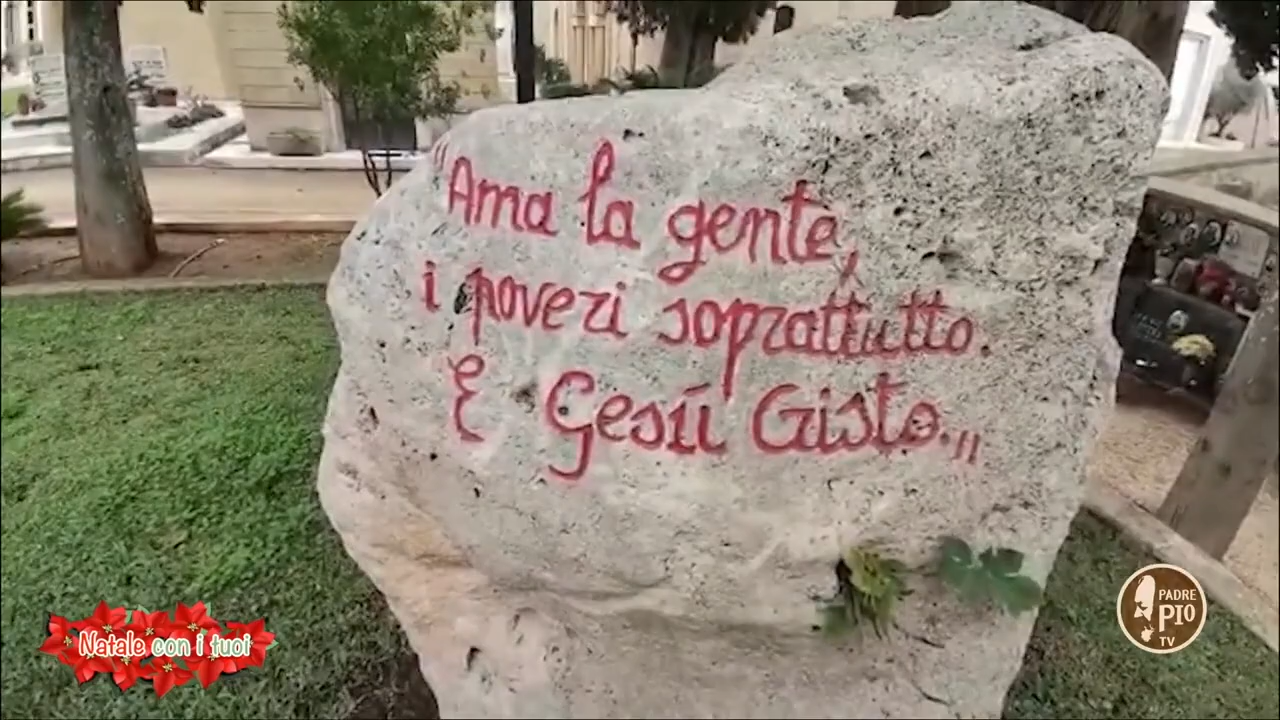 "Ama la gente,
i poveri soprattutto.
E Gesù Cristo.„
Natale con i tuoi
PADRE
PIO
TV